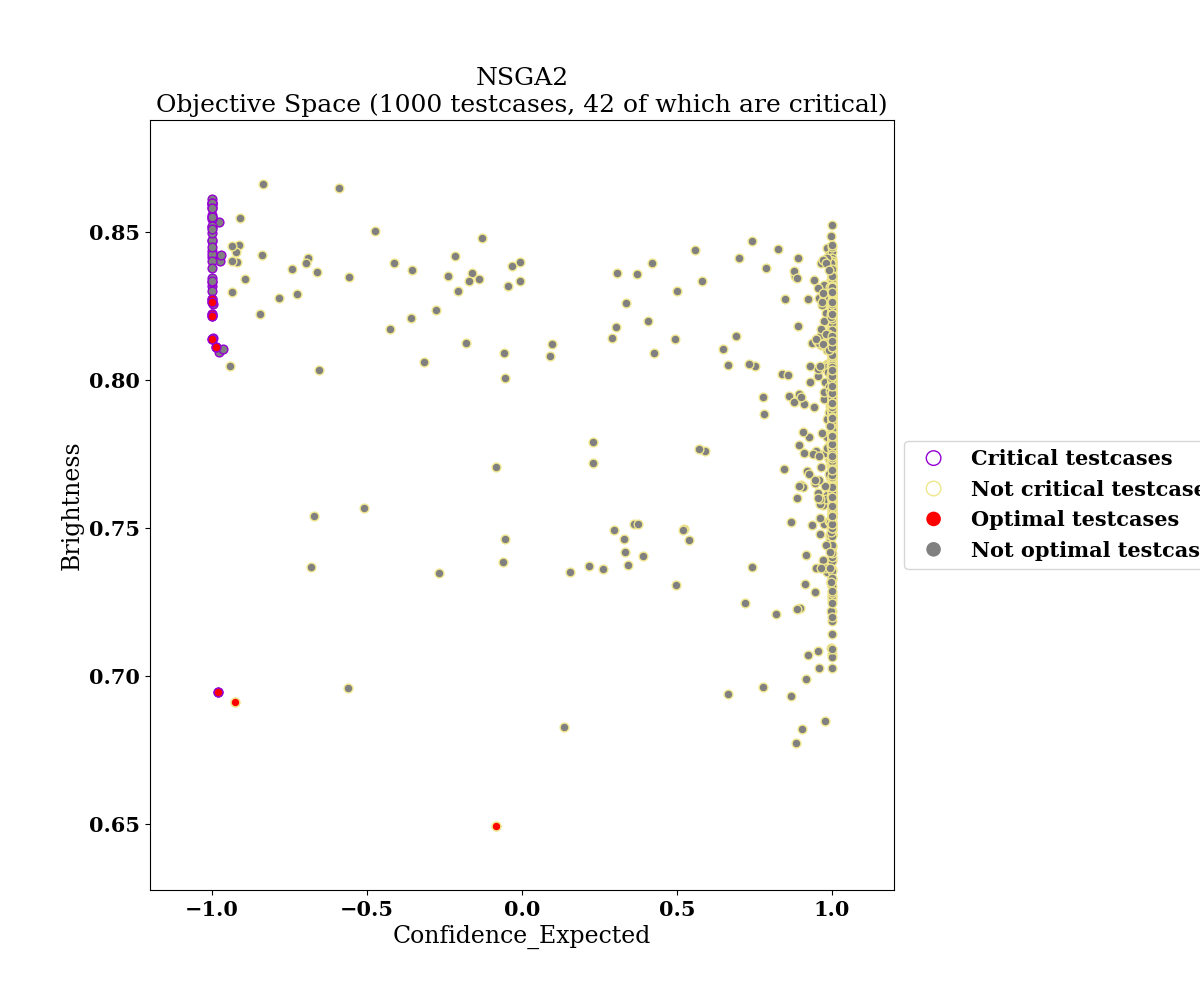 NSGA2
Objective Space (1000 testcases, 42 of which are critical)
0.85
0.80
0.75
0.70
0.65
Brightness
−1.0
−0.5
0.0
0.5
1.0
Confidence_Expected
Critical testcases
Not critical testcase
Optimal testcases
Not optimal testcas